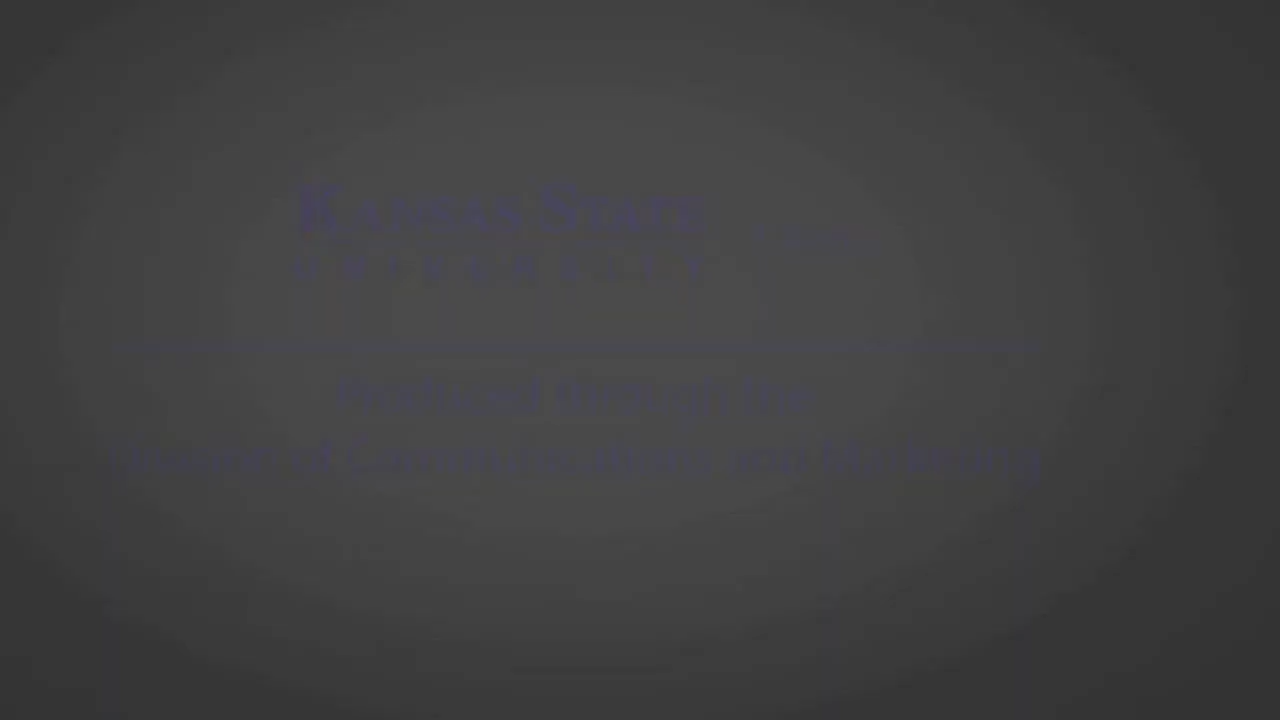 KANSAS STATE
UNIVERSITY
Produced through the
Division of Communications and Marketing